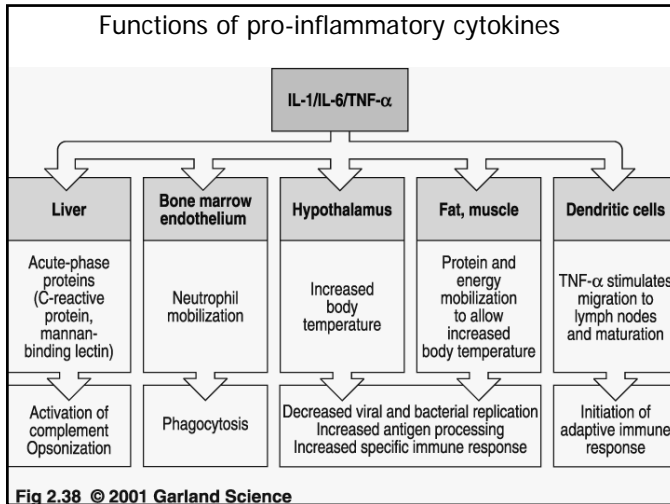 Functions of pro-inflammatory cytokines
IL-1/IL-6/TNF-α
Liver
Bone marrow
endothelium
Hypothalamus
Fat, muscle
Dendritic cells
Acute-phase
proteins
(C-reactive
protein,
mannan-
binding lectin)
Neutrophil
mobilization
Increased
body
temperature
Protein and
energy
mobilization
to allow
increased
body temperature
TNF-α stimulates
migration to
lymph nodes
and maturation
Activation of
complement
Opsonization
Phagocytosis
Decreased viral and bacterial replication
Increased antigen processing
Increased specific immune response
Initiation of
adaptive immune
response
Fig 2.38 © 2001 Garland Science